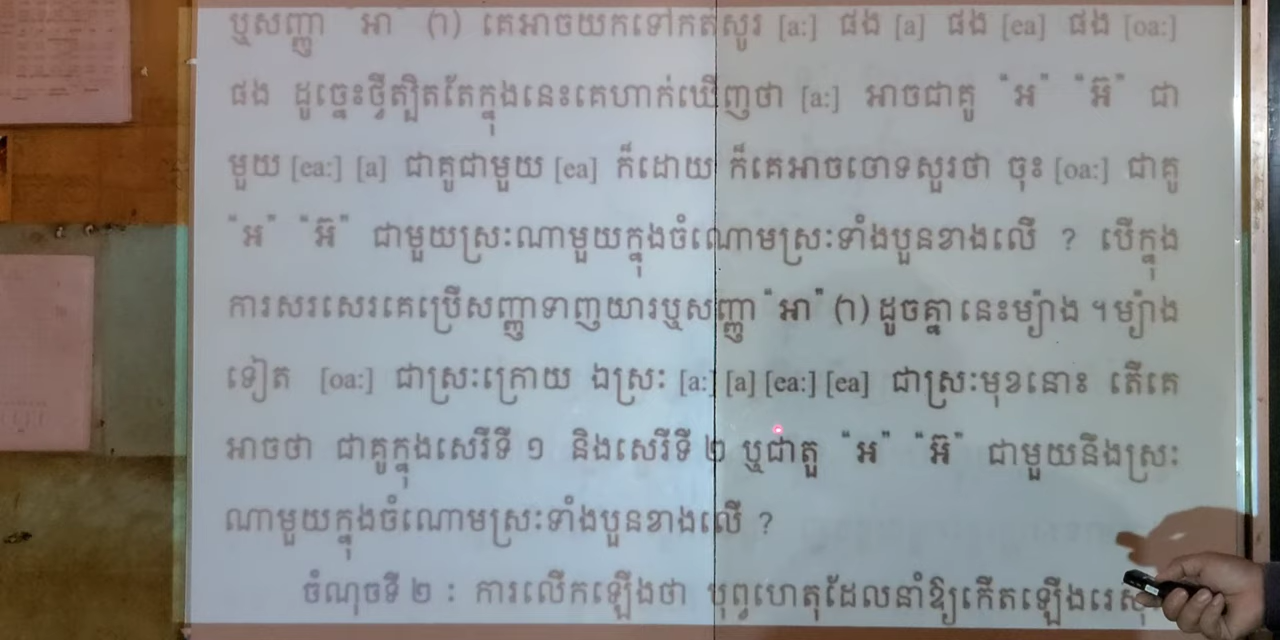 ឬសញ្ញា "អា" (ា) គេអាចយកទៅកត់សូរ [a:] ផង [a] ផង [ea] ផង [oa:]
ផង ដូច្នេះថ្វីត្បិតតែក្នុងនេះគេហាក់ឃើញថា [a:] អាចជាគូ "អ" "អ៊" ជា
មួយ [ea:] [a] ជាគូជាមួយ [ea] ក៏ដោយ ក៏គេអាចចោទសួរថា ចុះ [oa:] ជាគូ
"អ" "អ៊" ជាមួយស្រៈណាមួយក្នុងចំណោមស្រៈទាំងបួនខាងលើ ? បើក្នុង
ការសរសេរគេប្រើសញ្ញាទាញយារឬសញ្ញា "អា" (ា) ដូចគ្នា នេះម្យ៉ាង ។ ម្យ៉ាង
ទៀត [oa:] ជាស្រៈក្រោយ ឯស្រៈ [a:] [a] [ea:] [ea] ជាស្រៈមុខនោះ តើគេ
អាចថា ជាគូក្នុងសេរីទី ១ និងសេរីទី ២ ឬជាតួ "អ" "អ៊" ជាមួយនឹងស្រៈ
ណាមួយក្នុងចំណោមស្រៈទាំងបួនខាងលើ ?
ចំណុចទី ២ : ការលើកឡើងថា បុព្វហេតុដែលនាំឱ្យកើតឡើង